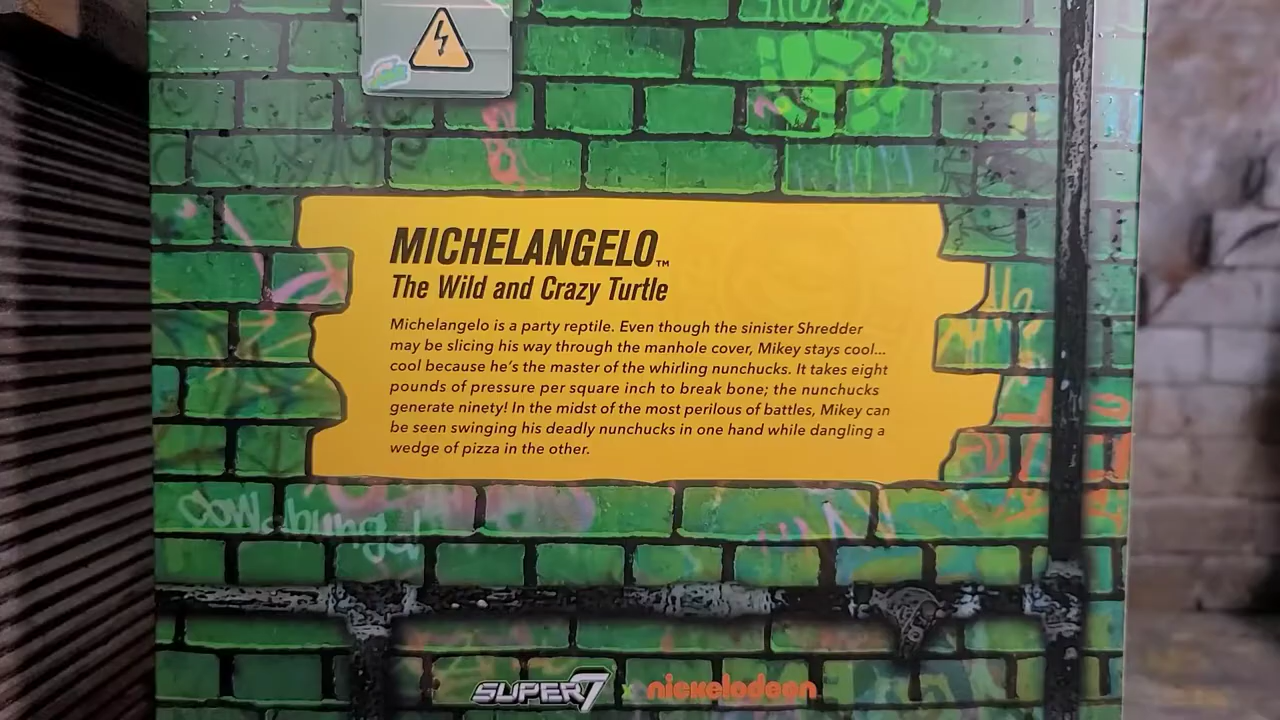 MICHELANGELO™
The Wild and Crazy Turtle
Michelangelo is a party reptile. Even though the sinister Shredder
may be slicing his way through the manhole cover, Mikey stays cool...
cool because he's the master of the whirling nunchucks. It takes eight
pounds of pressure per square inch to break bone; the nunchucks
generate ninety! In the midst of the most perilous of battles, Mikey can
be seen swinging his deadly nunchucks in one hand while dangling a
wedge of pizza in the other.
Cowabunga!
SUPER7 x nickelodeon